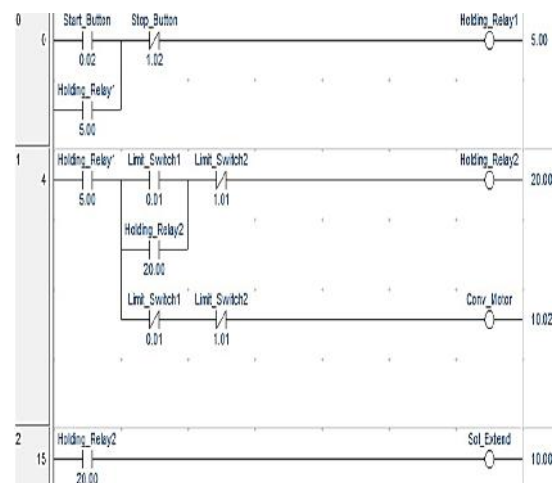 0 Start_Button Stop_Button Holding_Relay1
0 5.00
0.02 1.02
Holding_Relay'
5.00
1 Holding_Relay' Limit_Switch1 Limit_Switch2 Holding_Relay2
4 20.00
5.00 0.01 1.01
Holding_Relay2
20.00
Limit_Switch1 Limit_Switch2 Conv_Motor
10.02
0.01 1.01
2 Holding_Relay2 Sol_Extend
15 10.00
20.00